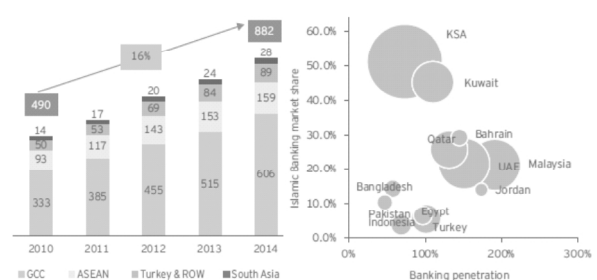 882
28
16%
89
24
84
20
159
490
69
153
17
14
53
143
50
117
93
606
515
455
385
333
2010 2011 2012 2013 2014
GCC ASEAN Turkey & ROW South Asia
Islamic Banking market share
60.0%
50.0%
40.0%
30.0%
20.0%
10.0%
0.0%
KSA
Kuwait
Qatar
Bahrain
UAE
Malaysia
Bangladesh
Jordan
Pakistan
Egypt
Indonesia
Turkey
0% 100% 200% 300%
Banking penetration